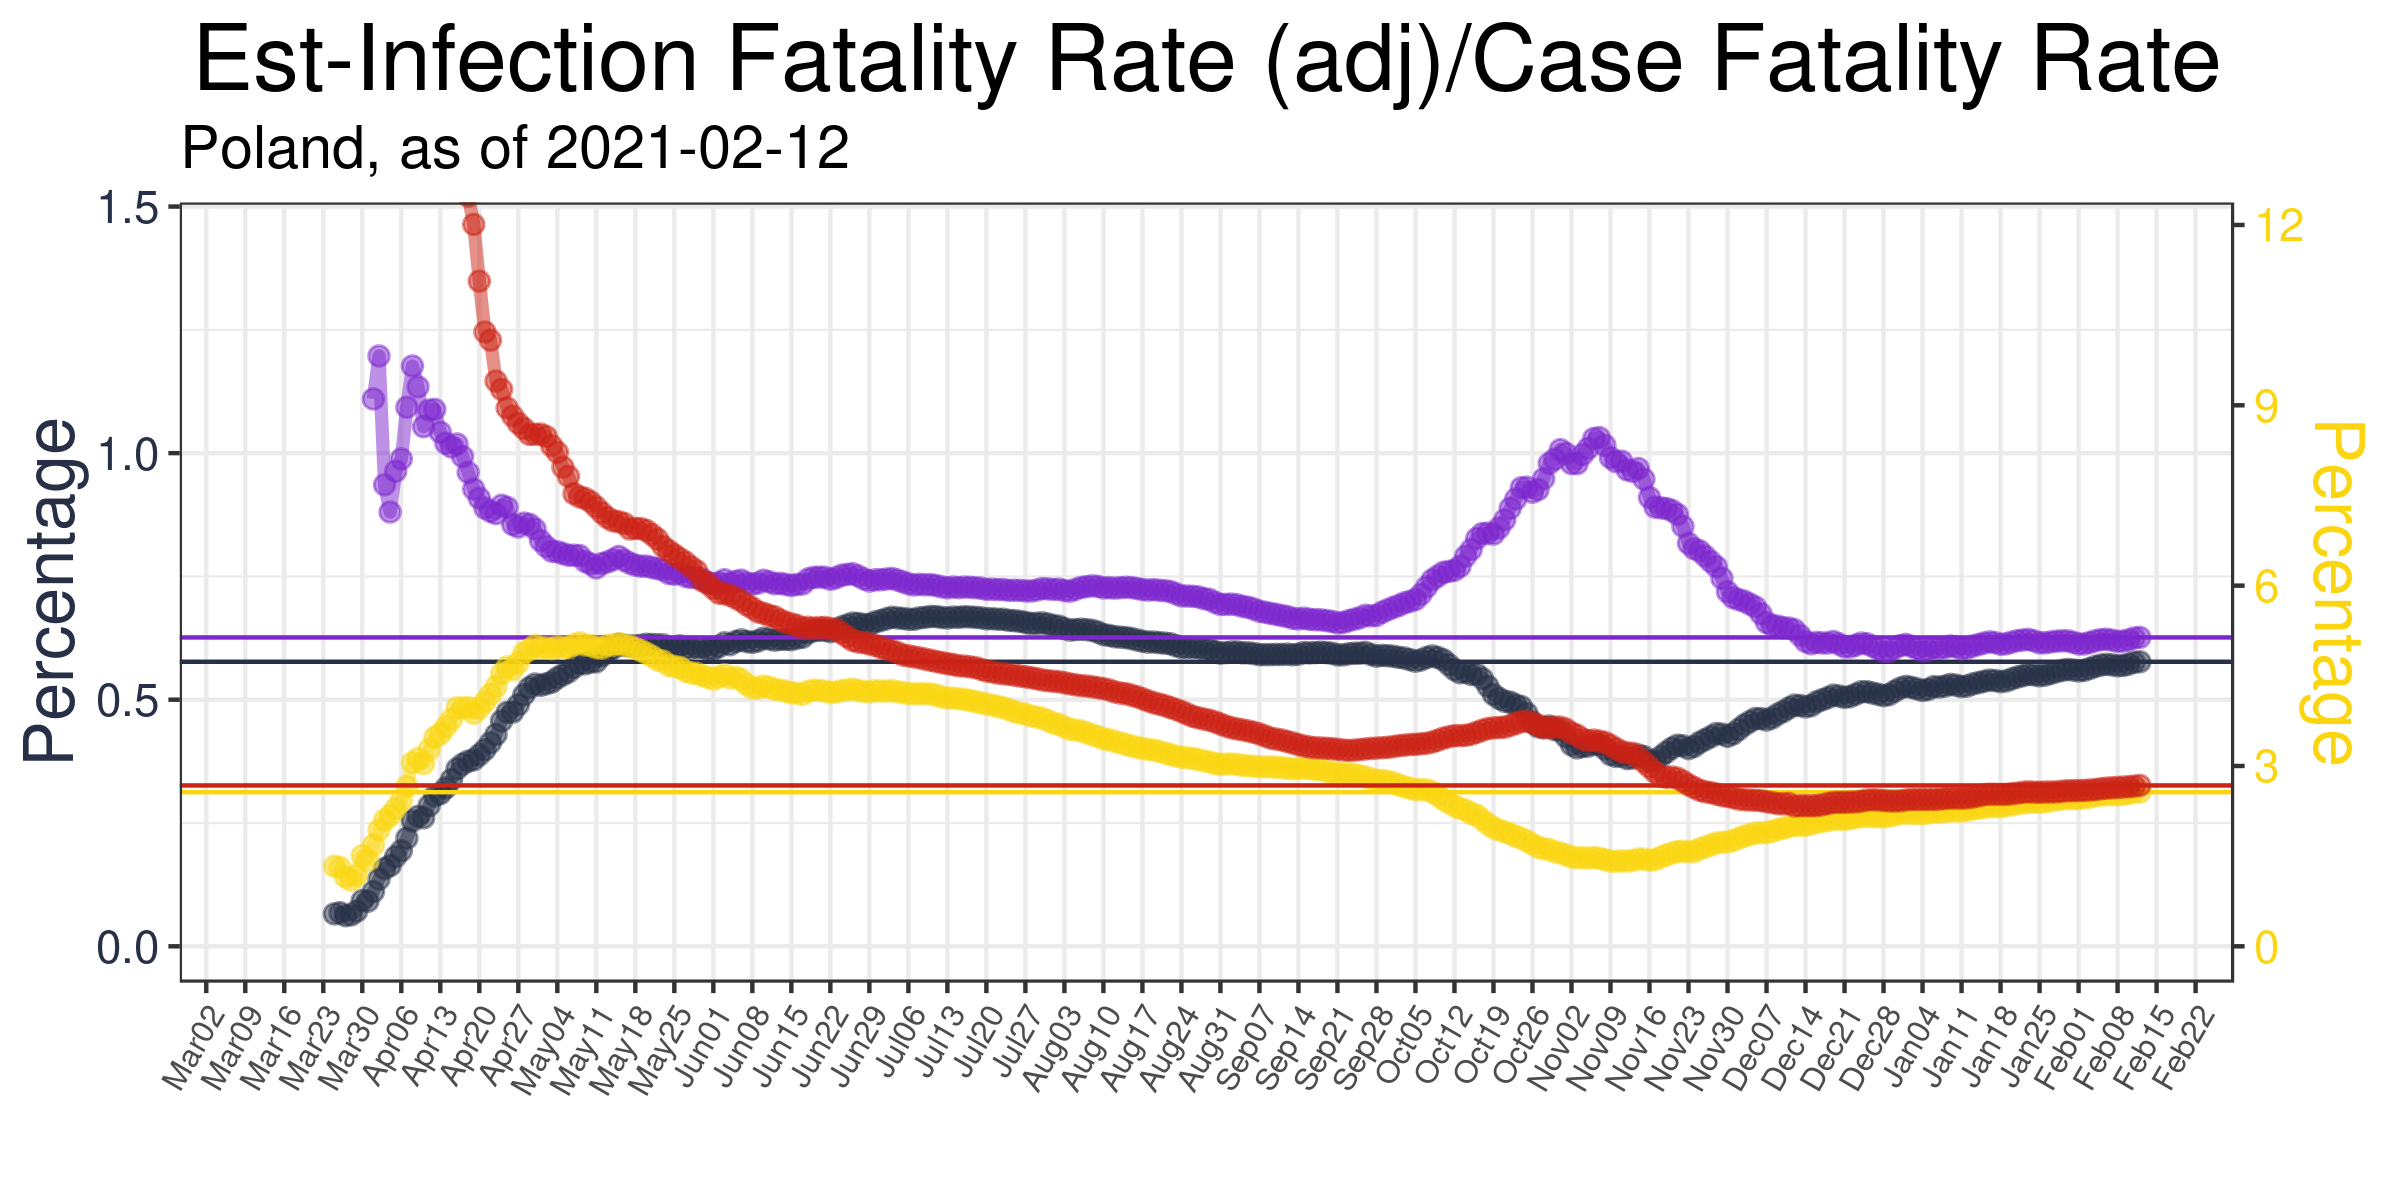 Est-Infection Fatality Rate (adj)/Case Fatality Rate
Poland, as of 2021-02-12
Percentage
1.5
1.0
0.5
0.0
12
9
6
3
0
Percentage
Mar02
Mar09
Mar16
Mar23
Mar30
Apr06
Apr13
Apr20
Apr27
May04
May11
May18
May25
Jun01
Jun08
Jun15
Jun22
Jun29
Jul06
Jul13
Jul20
Jul27
Aug03
Aug10
Aug17
Aug24
Aug31
Sep07
Sep14
Sep21
Sep28
Oct05
Oct12
Oct19
Oct26
Nov02
Nov09
Nov16
Nov23
Nov30
Dec07
Dec14
Dec21
Dec28
Jan04
Jan11
Jan18
Jan25
Feb01
Feb08
Feb15
Feb22